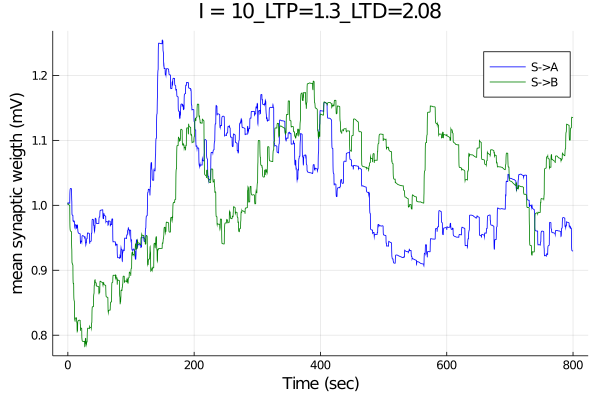 I = 10_LTP=1.3_LTD=2.08
mean synaptic weigth (mV)
1.2
1.1
1.0
0.9
0.8
S->A
S->B
0 200 400 600 800
Time (sec)